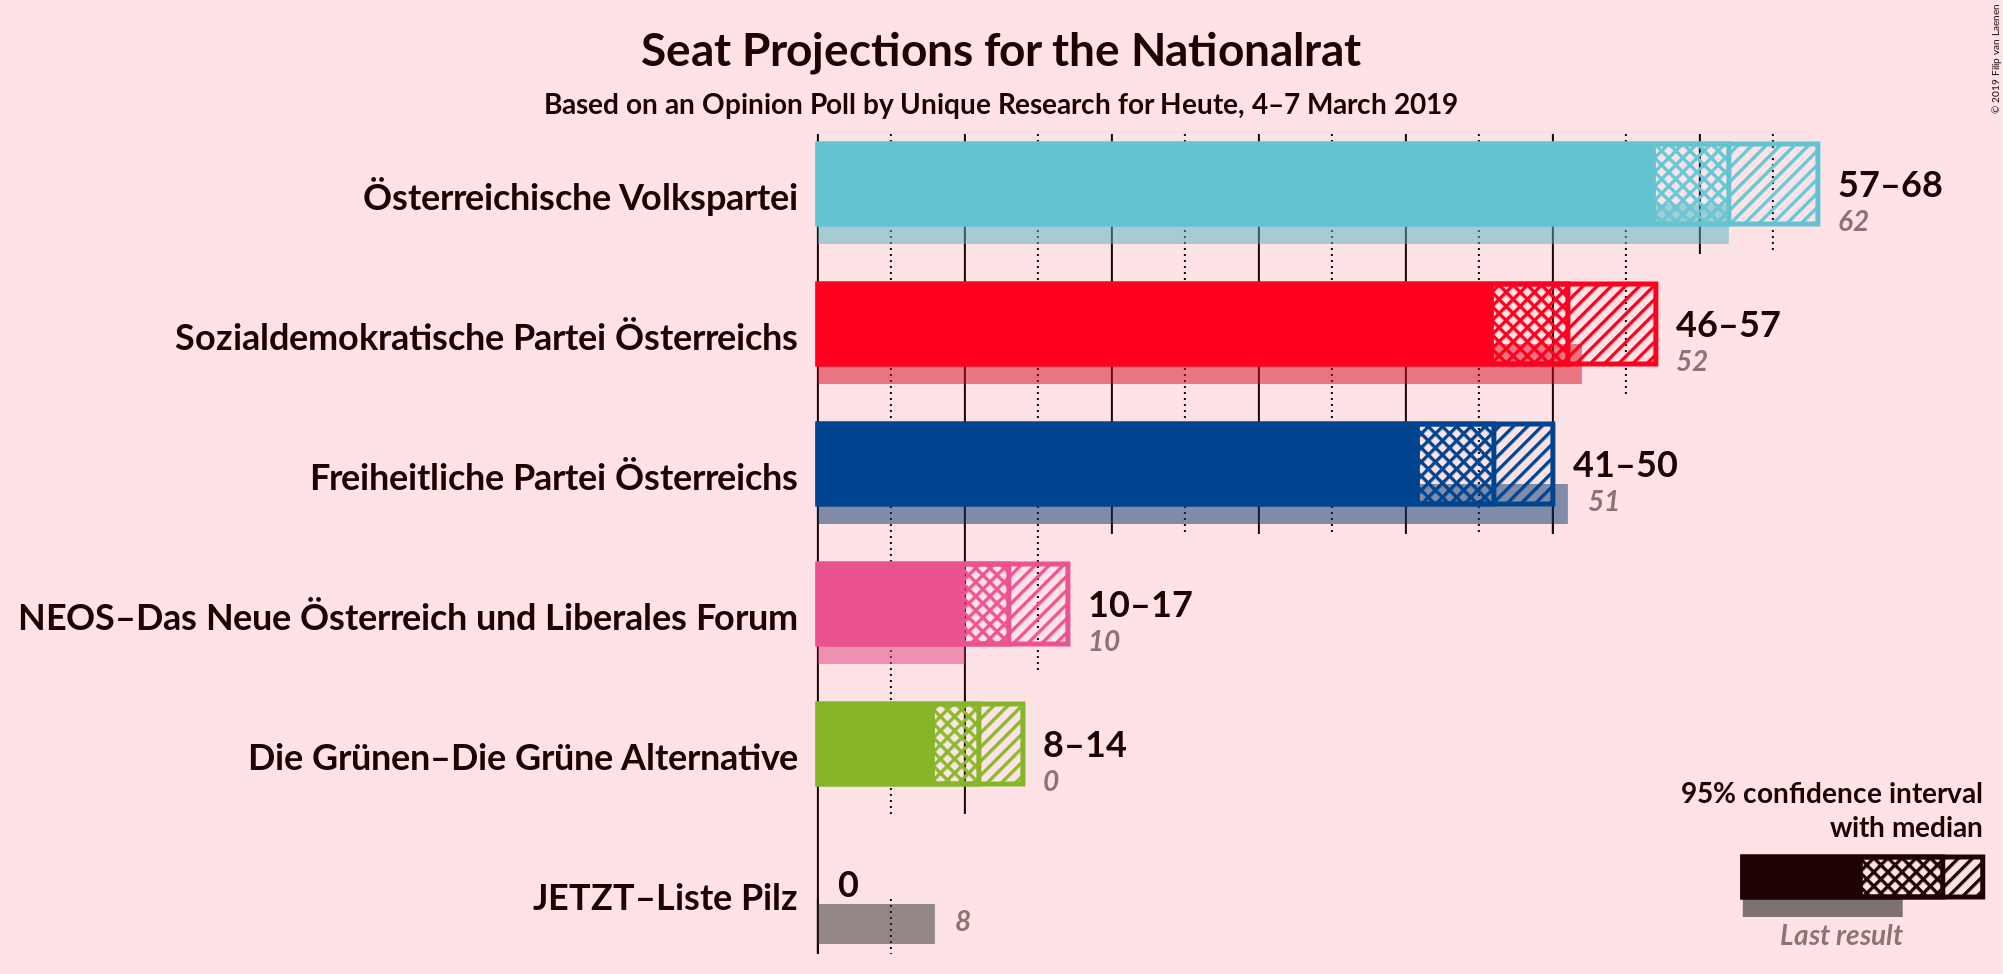 Seat Projections for the Nationalrat
Based on an Opinion Poll by Unique Research for Heute, 4–7 March 2019
© 2019 Filip van Laenen
Österreichische Volkspartei
57–68
62
Sozialdemokratische Partei Österreichs
46–57
52
Freiheitliche Partei Österreichs
41–50
51
NEOS–Das Neue Österreich und Liberales Forum
10–17
10
Die Grünen–Die Grüne Alternative
8–14
0
JETZT–Liste Pilz
0
8
95% confidence interval
with median
Last result